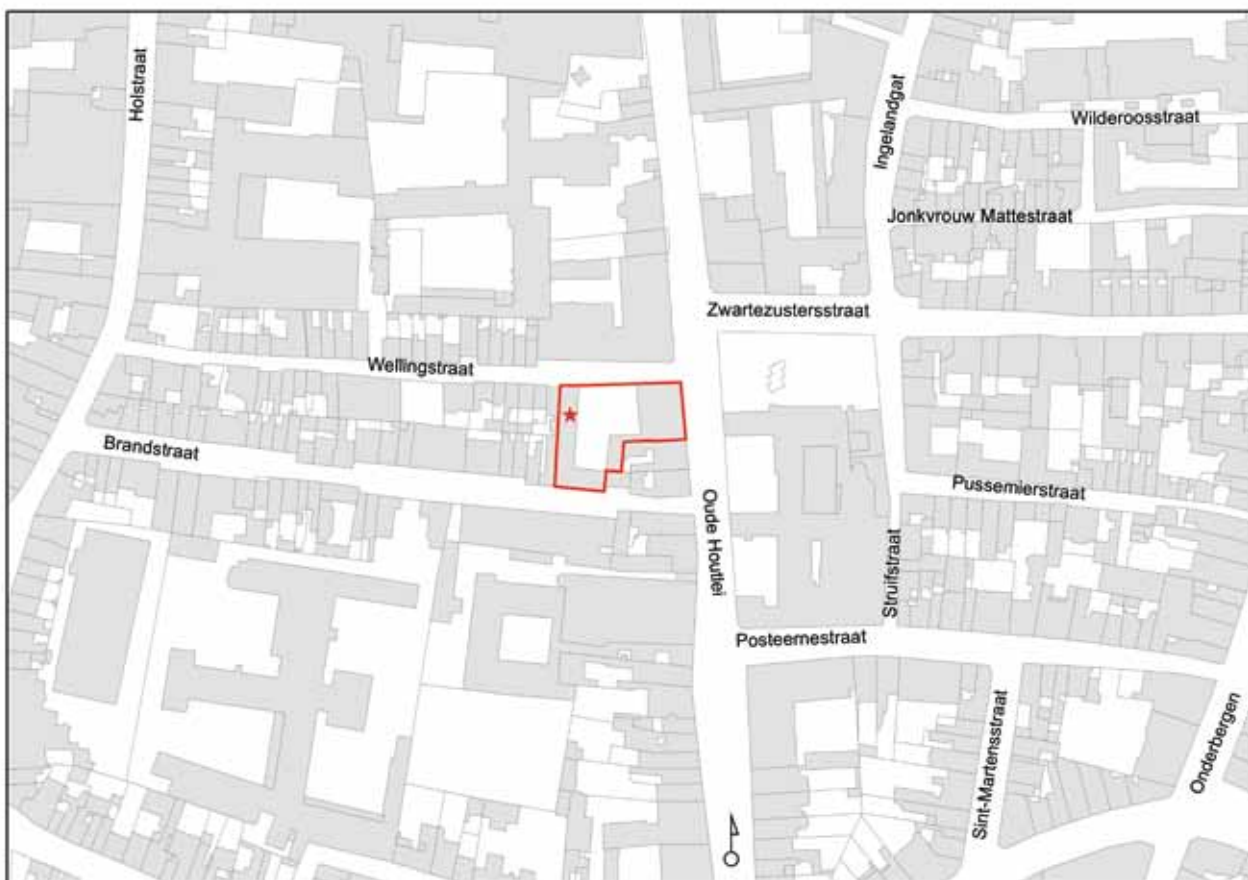 Holstraat
Ingelandgat
Wilderoosstraat
Jonkvrouw Mattestraat
Zwartezustersstraat
Wellingstraat
Brandstraat
Pussemierstraat
Oude Houtlei
Struifstraat
Posteernestraat
Sint-Martensstraat
Onderbergen